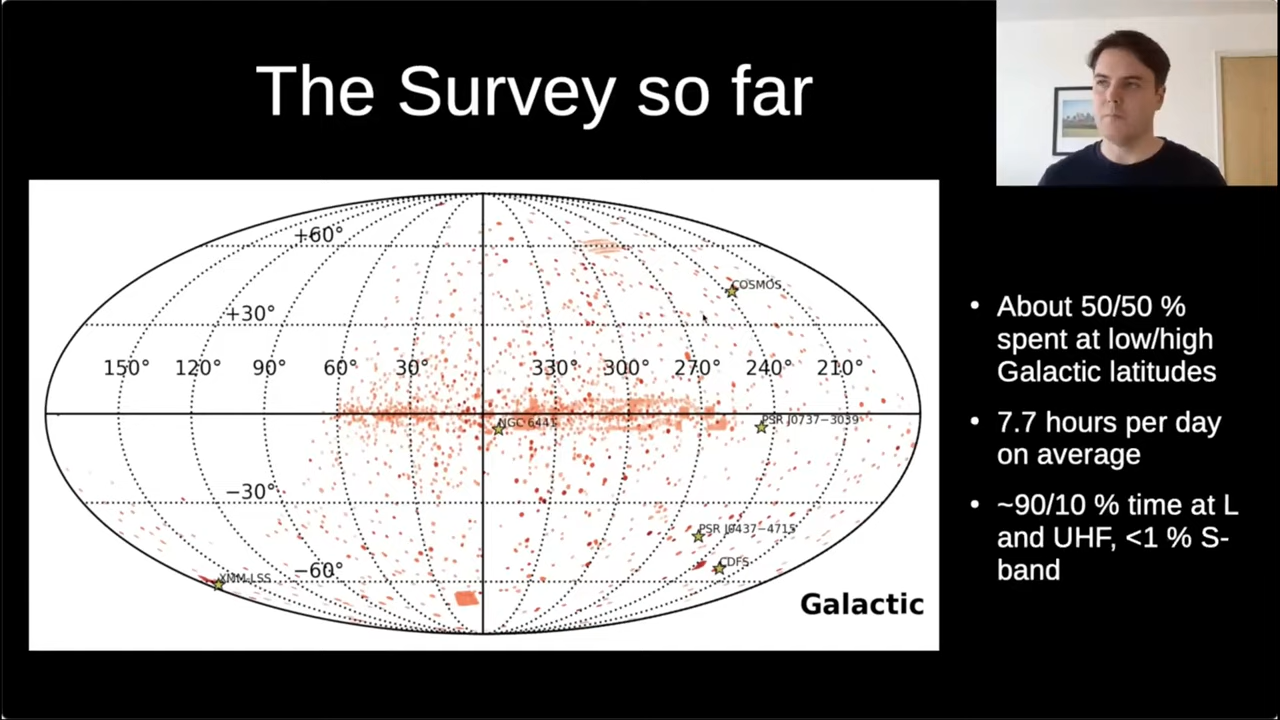 The Survey so far
+60°
COSMOS
+30°
150° 120° 90° 60° 30° 330° 300° 270° 240° 210°
NGC 6441
PSR J0737−3039
−30°
PSR J0437−4715
XMM-LSS
−60°
CDFS
Galactic
• About 50/50 %
spent at low/high
Galactic latitudes
• 7.7 hours per day
on average
• ~90/10 % time at L
and UHF, <1 % S-
band